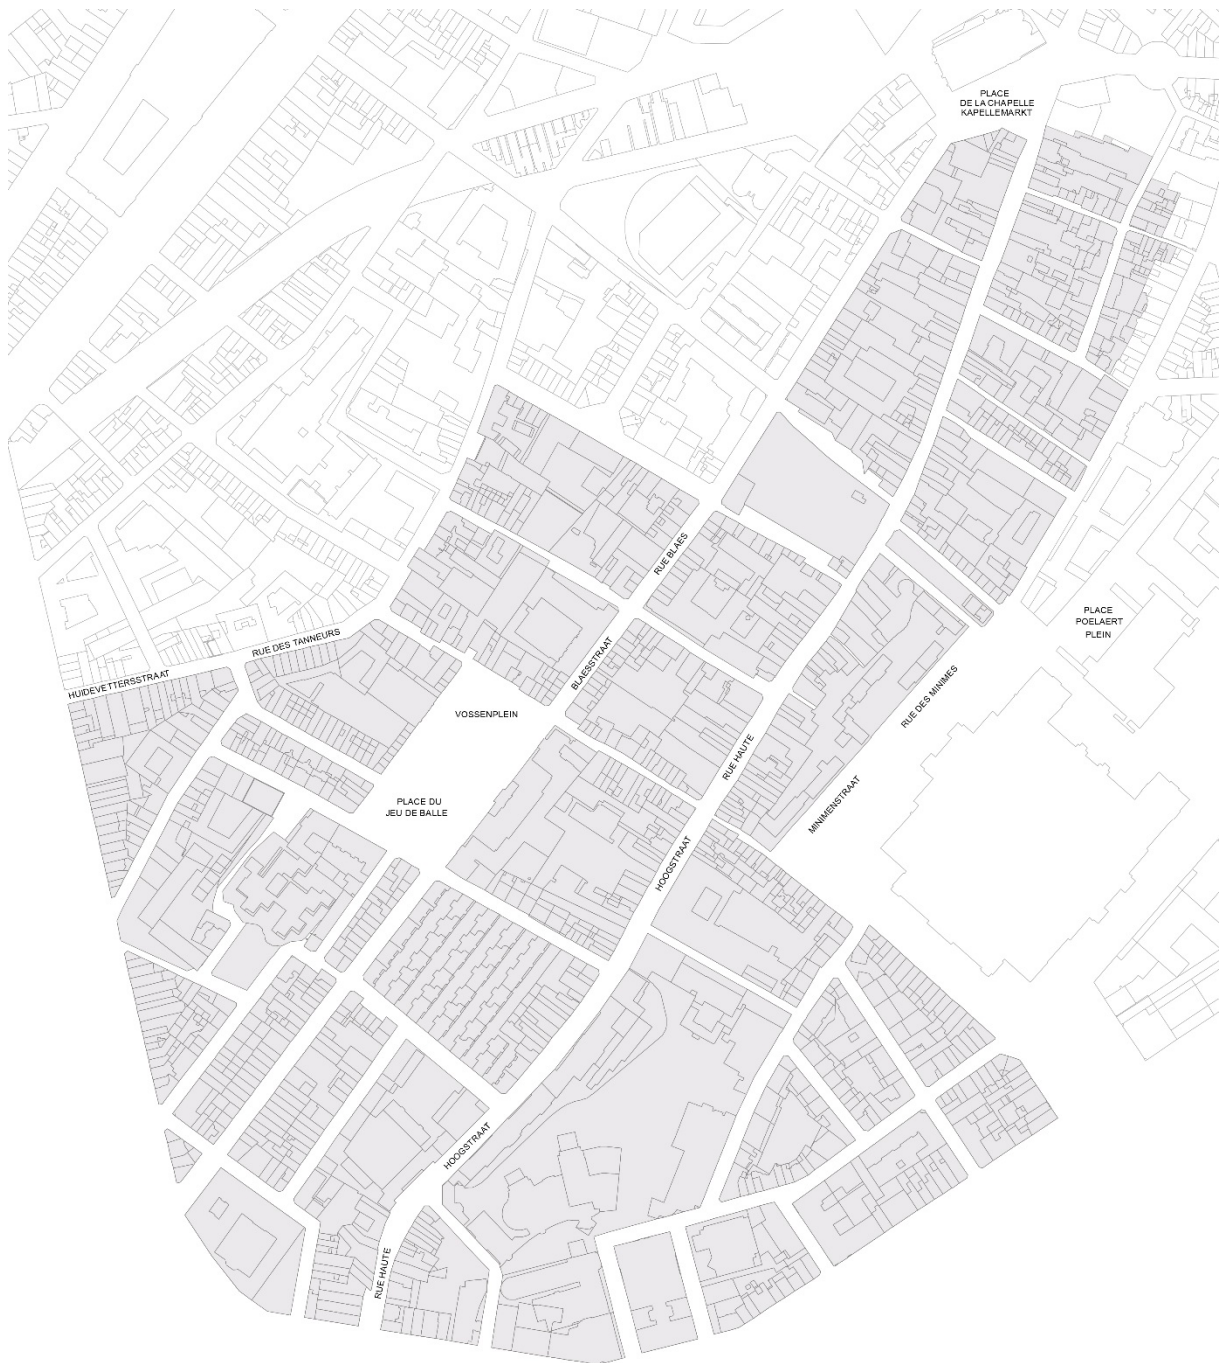 PLACE
DE LA CHAPELLE
KAPELLEMARKT
RUE BLAES
PLACE
POELAERT
PLEIN
RUE DES TANNEURS
HUIDEVETTERSSTRAAT
BLAESSTRAAT
RUE DES MINIMES
VOSSENPLEIN
RUE HAUTE
PLACE DU
JEU DE BALLE
MINIMENSTRAAT
HOOGSTRAAT
HOOGSTRAAT
RUE HAUTE